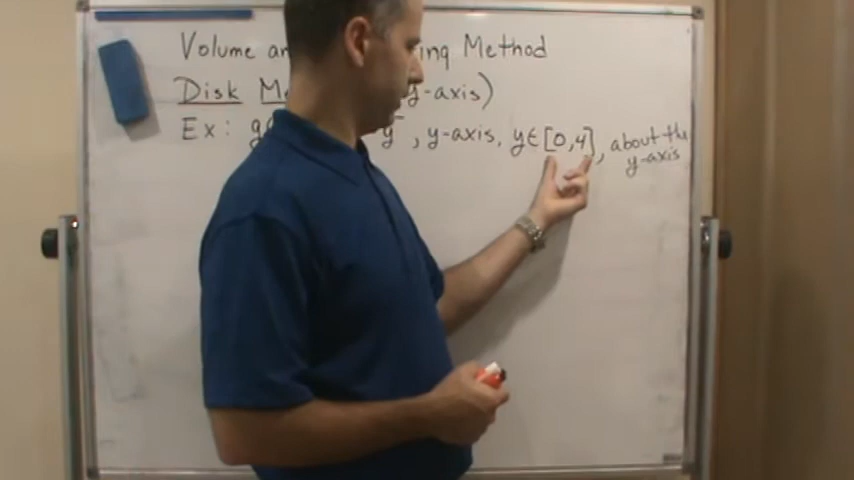 Volume an ing Method
Disk Me y-axis)
Ex: g y , y-axis, y∈[0,4], about the
y-axis